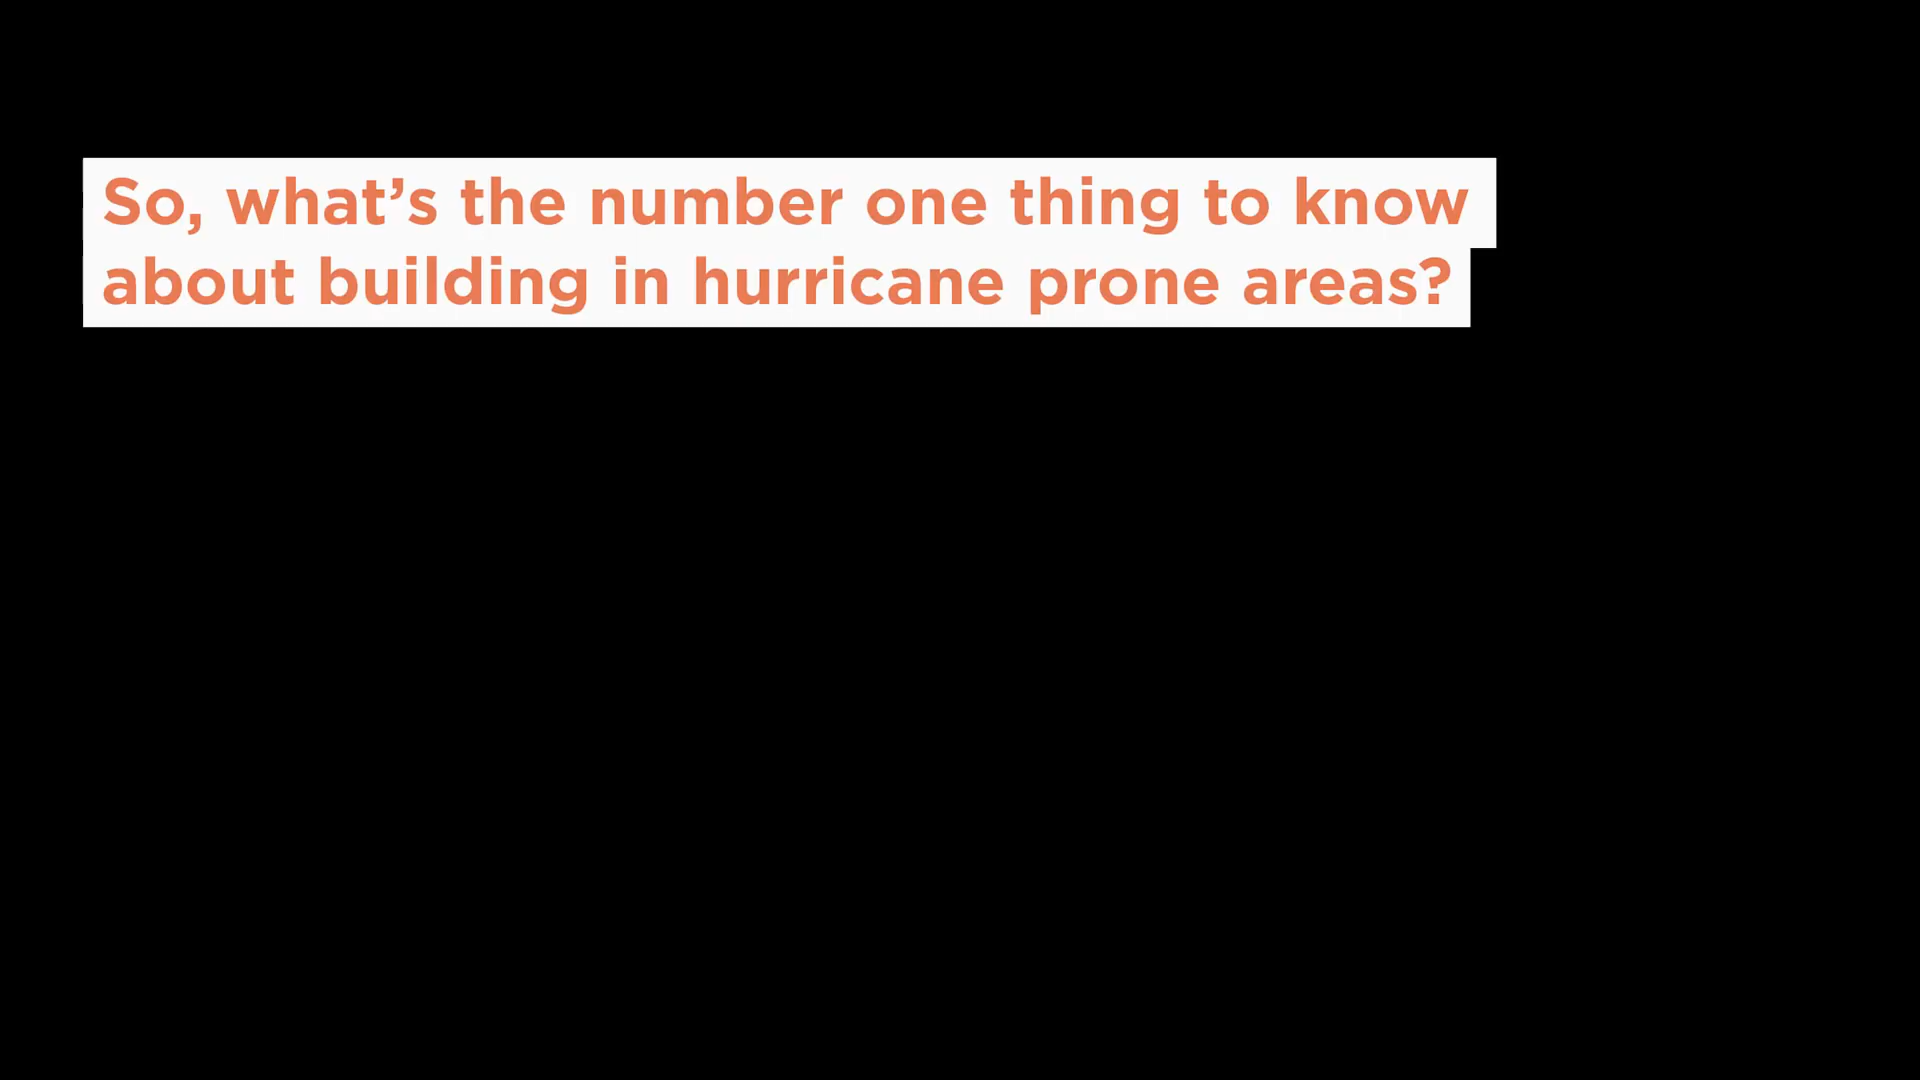 So, what’s the number one thing to know
about building in hurricane prone areas?